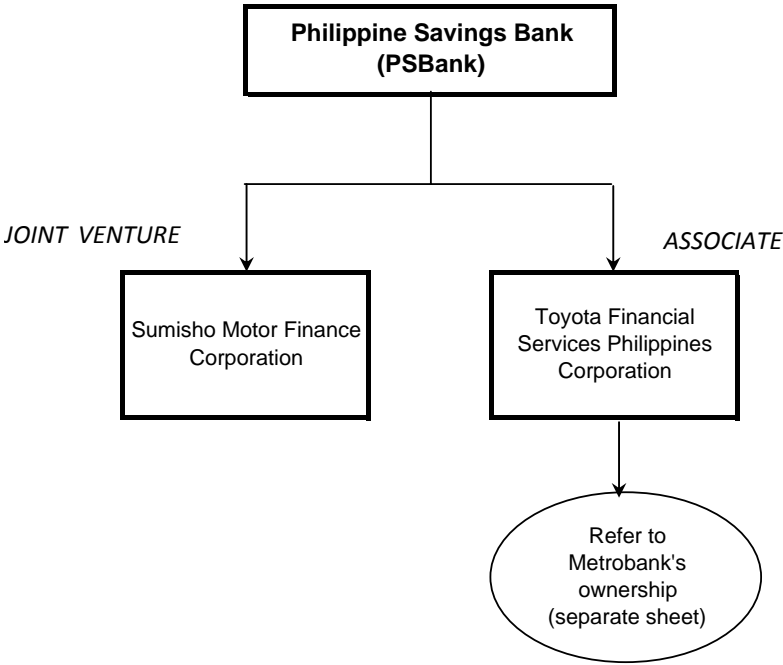 Philippine Savings Bank
(PSBank)
JOINT VENTURE
ASSOCIATE
Sumisho Motor Finance
Corporation
Toyota Financial
Services Philippines
Corporation
Refer to
Metrobank's
ownership
(separate sheet)